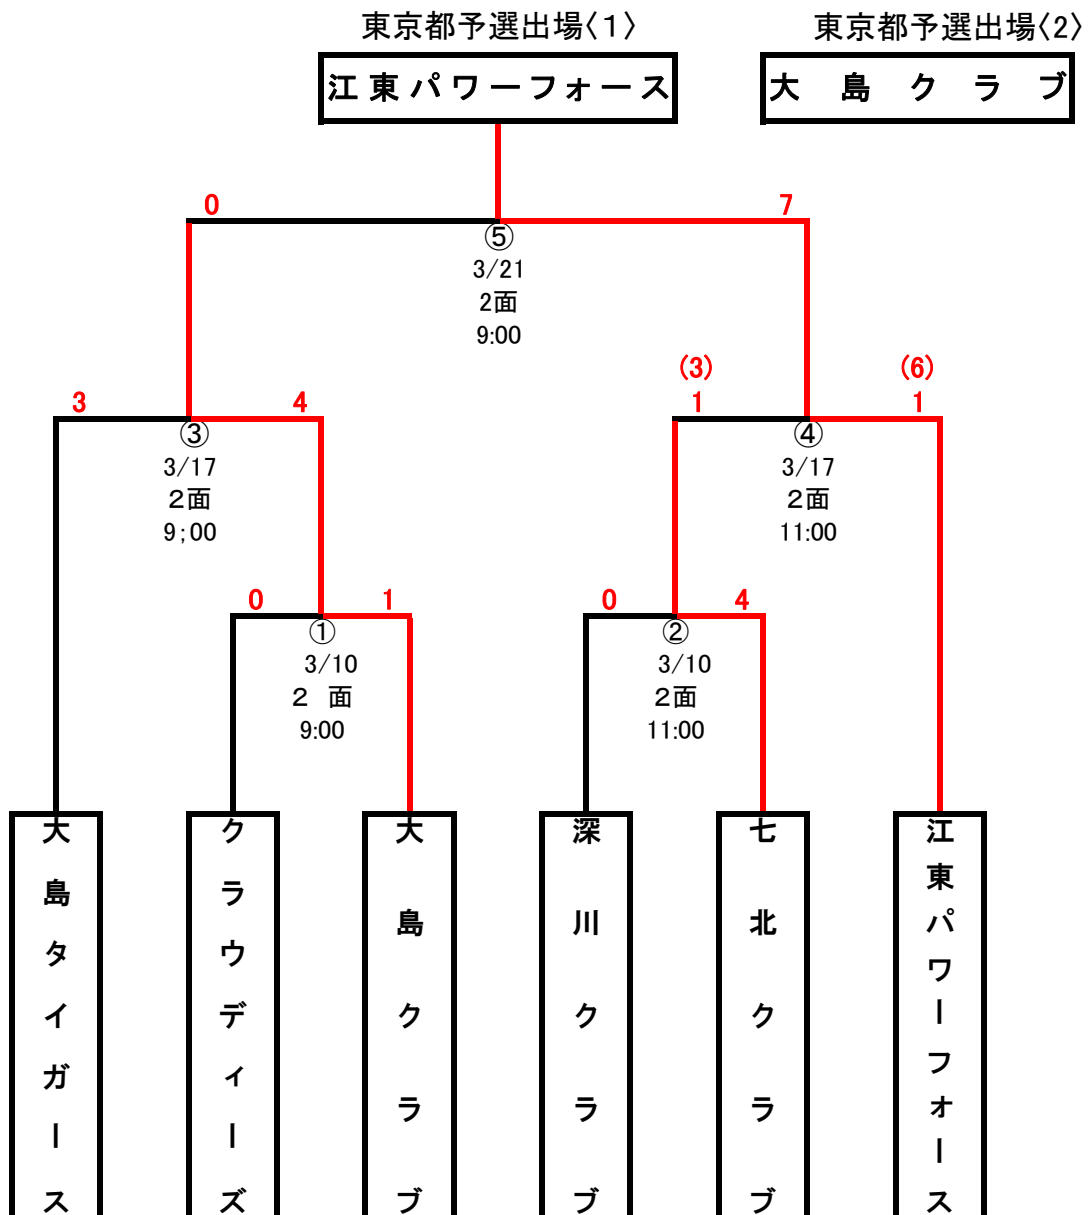 東京都予選出場〈1〉
東京都予選出場〈2〉
江東パワーフォース
大島クラブ
0
7
⑤
3/21
2面
9:00
(3)
(6)
3
4
1
1
③
3/17
2面
9;00
④
3/17
2面
11:00
0
1
0
4
①
3/10
2 面
9:00
②
3/10
2面
11:00
大島タイガース
クラウディーズ
大島クラブ
深川クラブ
七北クラブ
江東パワーフォース